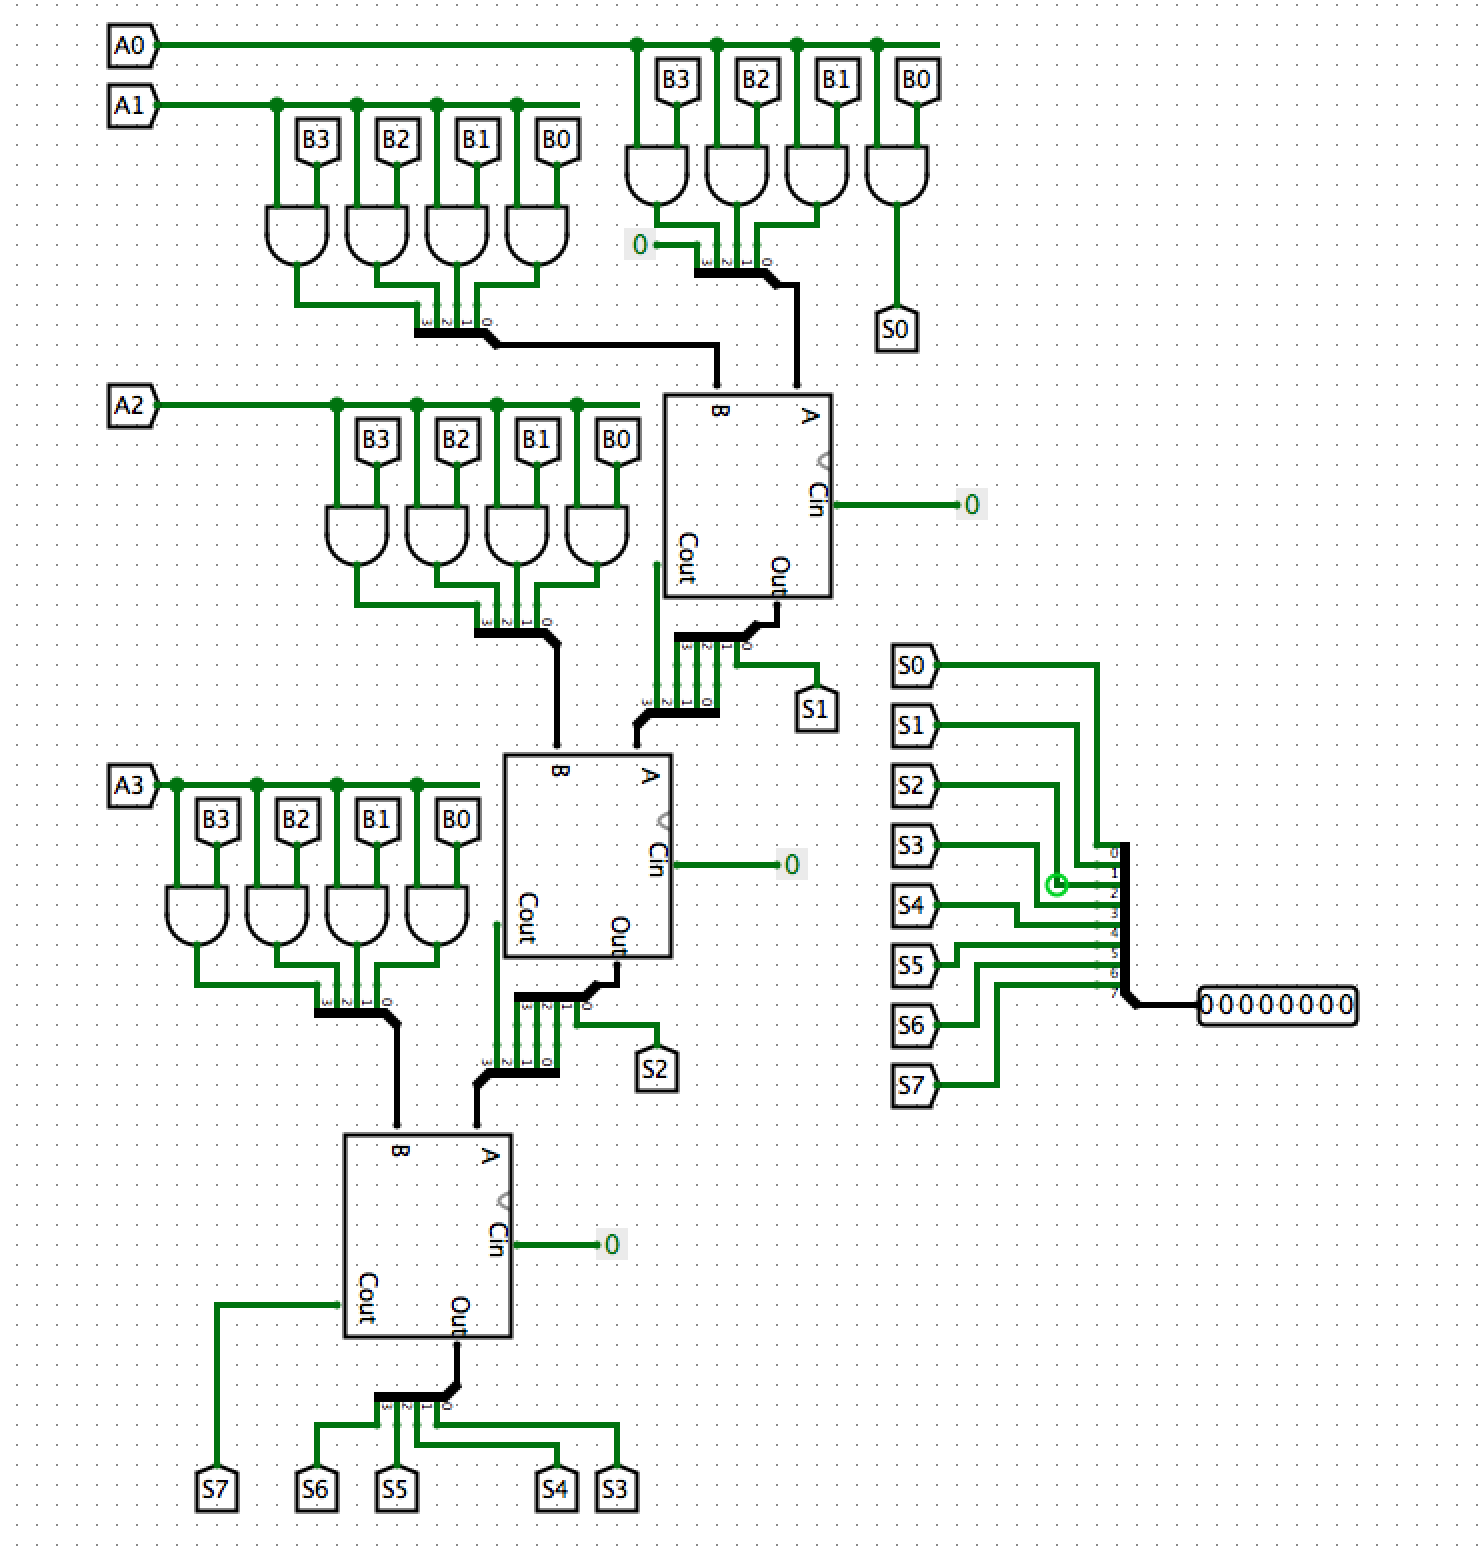 A0
B3 B2 B1 B0
A1
B3 B2 B1 B0
0
3 2 1 0
S0
3 2 1 0
A2
B A
B3 B2 B1 B0
Cin 0
Cout Out
3 2 1 0
3 2 1 0
S1
3 2 1 0
B A
A3
B3 B2 B1 B0
Cin 0
Cout Out
3 2 1 0
3 2 1 0
S2
3 2 1 0
B A
Cin 0
Cout Out
3 2 1 0
S7 S6 S5 S4 S3
S0
S1
S2
S3
S4
S5
S6
S7
0
1
2
3
4
5
6
7
00000000